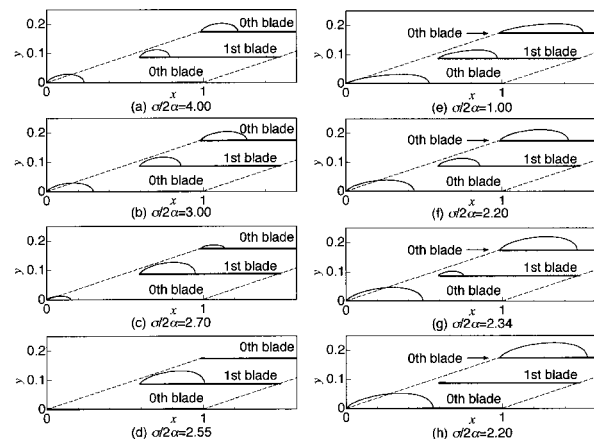 0.2
y
0.1
0
0
x
1
0th blade
1st blade
0th blade
(a) σ/2α=4.00
0.2
y
0.1
0
0
x
1
0th blade
1st blade
0th blade
(b) σ/2α=3.00
0.2
y
0.1
0
0
x
1
0th blade
1st blade
0th blade
(c) σ/2α=2.70
0.2
y
0.1
0
0
x
1
0th blade
1st blade
0th blade
(d) σ/2α=2.55
0.2
y
0.1
0
0
x
1
0th blade
1st blade
0th blade
(e) σ/2α=1.00
0.2
y
0.1
0
0
x
1
0th blade
1st blade
0th blade
(f) σ/2α=2.20
0.2
y
0.1
0
0
x
1
0th blade
1st blade
0th blade
(g) σ/2α=2.34
0.2
y
0.1
0
0
x
1
0th blade
1st blade
0th blade
(h) σ/2α=2.20